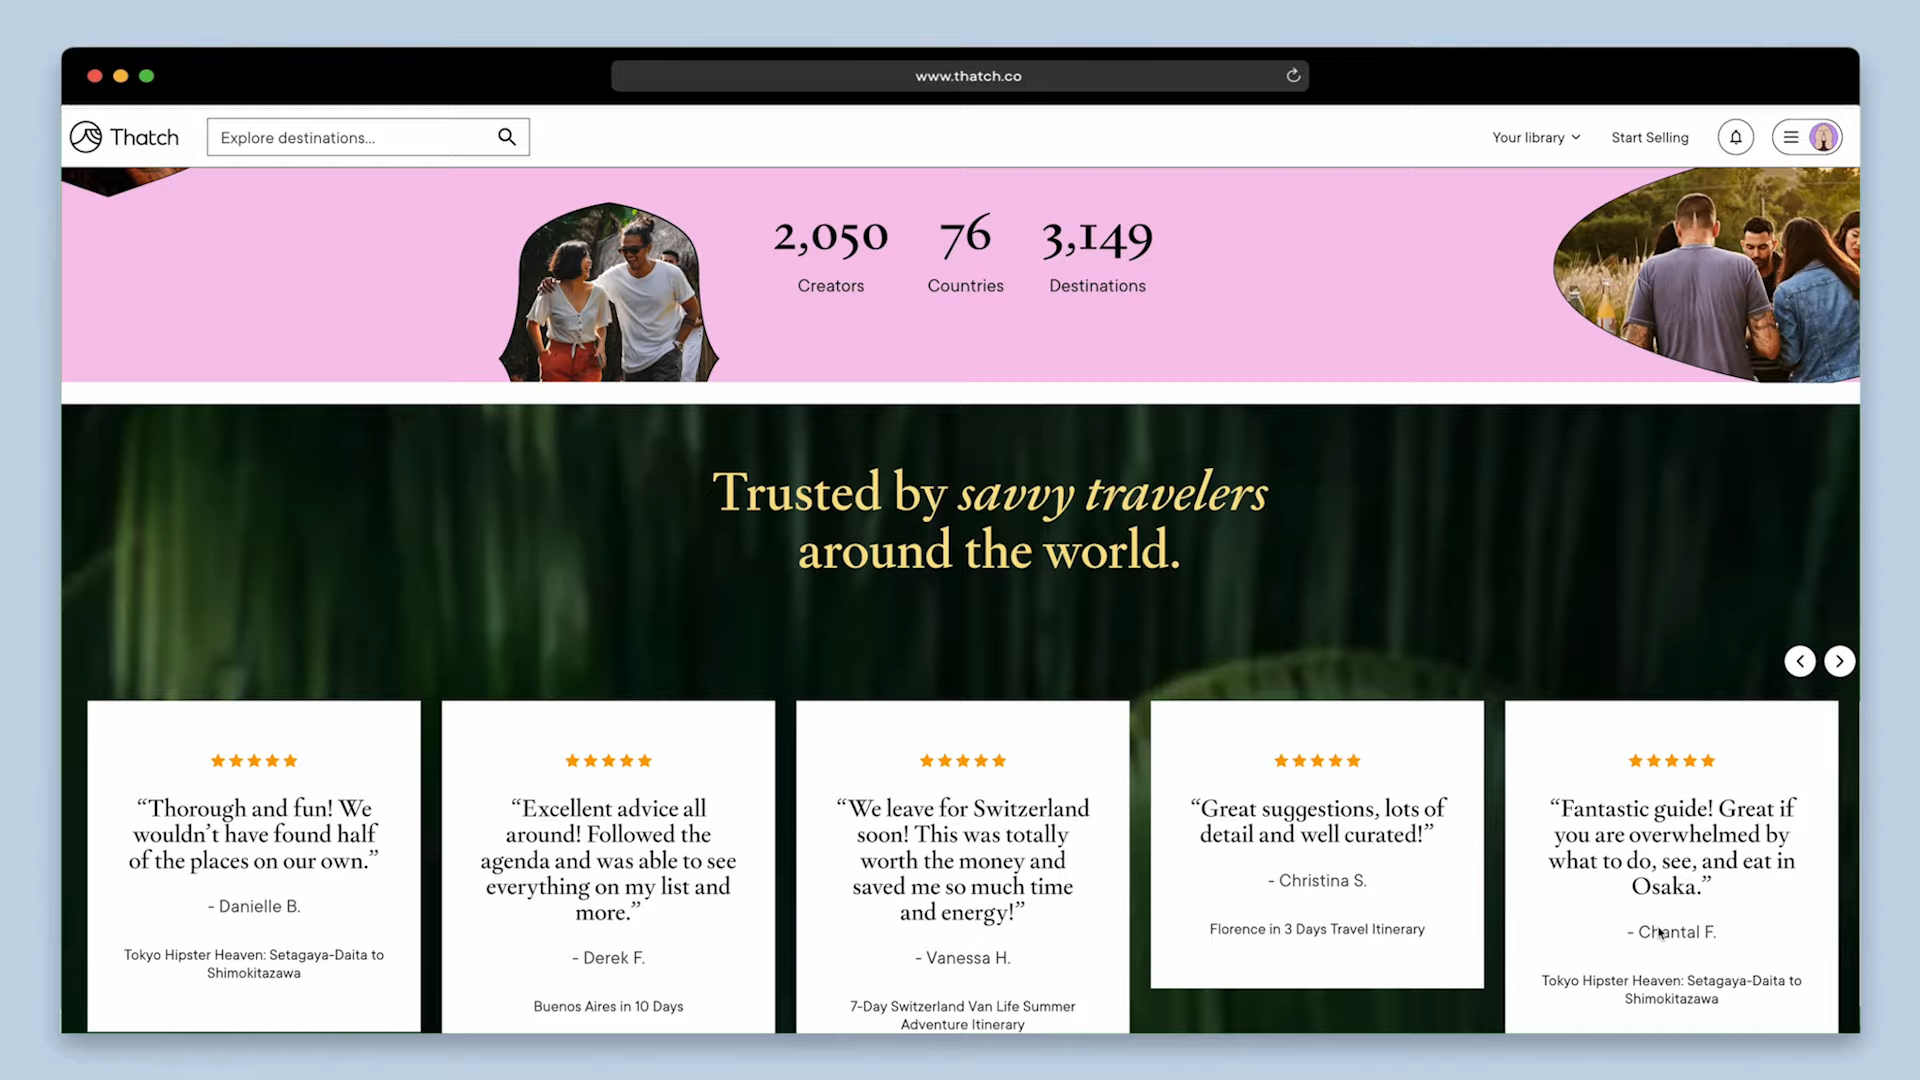 www.thatch.co
Thatch
Explore destinations...
Your library
Start Selling
2,050
Creators
76
Countries
3,149
Destinations
Trusted by savvy travelers
around the world.
“Thorough and fun! We
wouldn’t have found half
of the places on our own.”
- Danielle B.
Tokyo Hipster Heaven: Setagaya-Daita to
Shimokitazawa
“Excellent advice all
around! Followed the
agenda and was able to see
everything on my list and
more.”
- Derek F.
Buenos Aires in 10 Days
“We leave for Switzerland
soon! This was totally
worth the money and
saved me so much time
and energy!”
- Vanessa H.
7-Day Switzerland Van Life Summer
Adventure Itinerary
“Great suggestions, lots of
detail and well curated!”
- Christina S.
Florence in 3 Days Travel Itinerary
“Fantastic guide! Great if
you are overwhelmed by
what to do, see, and eat in
Osaka.”
- Chantal F.
Tokyo Hipster Heaven: Setagaya-Daita to
Shimokitazawa